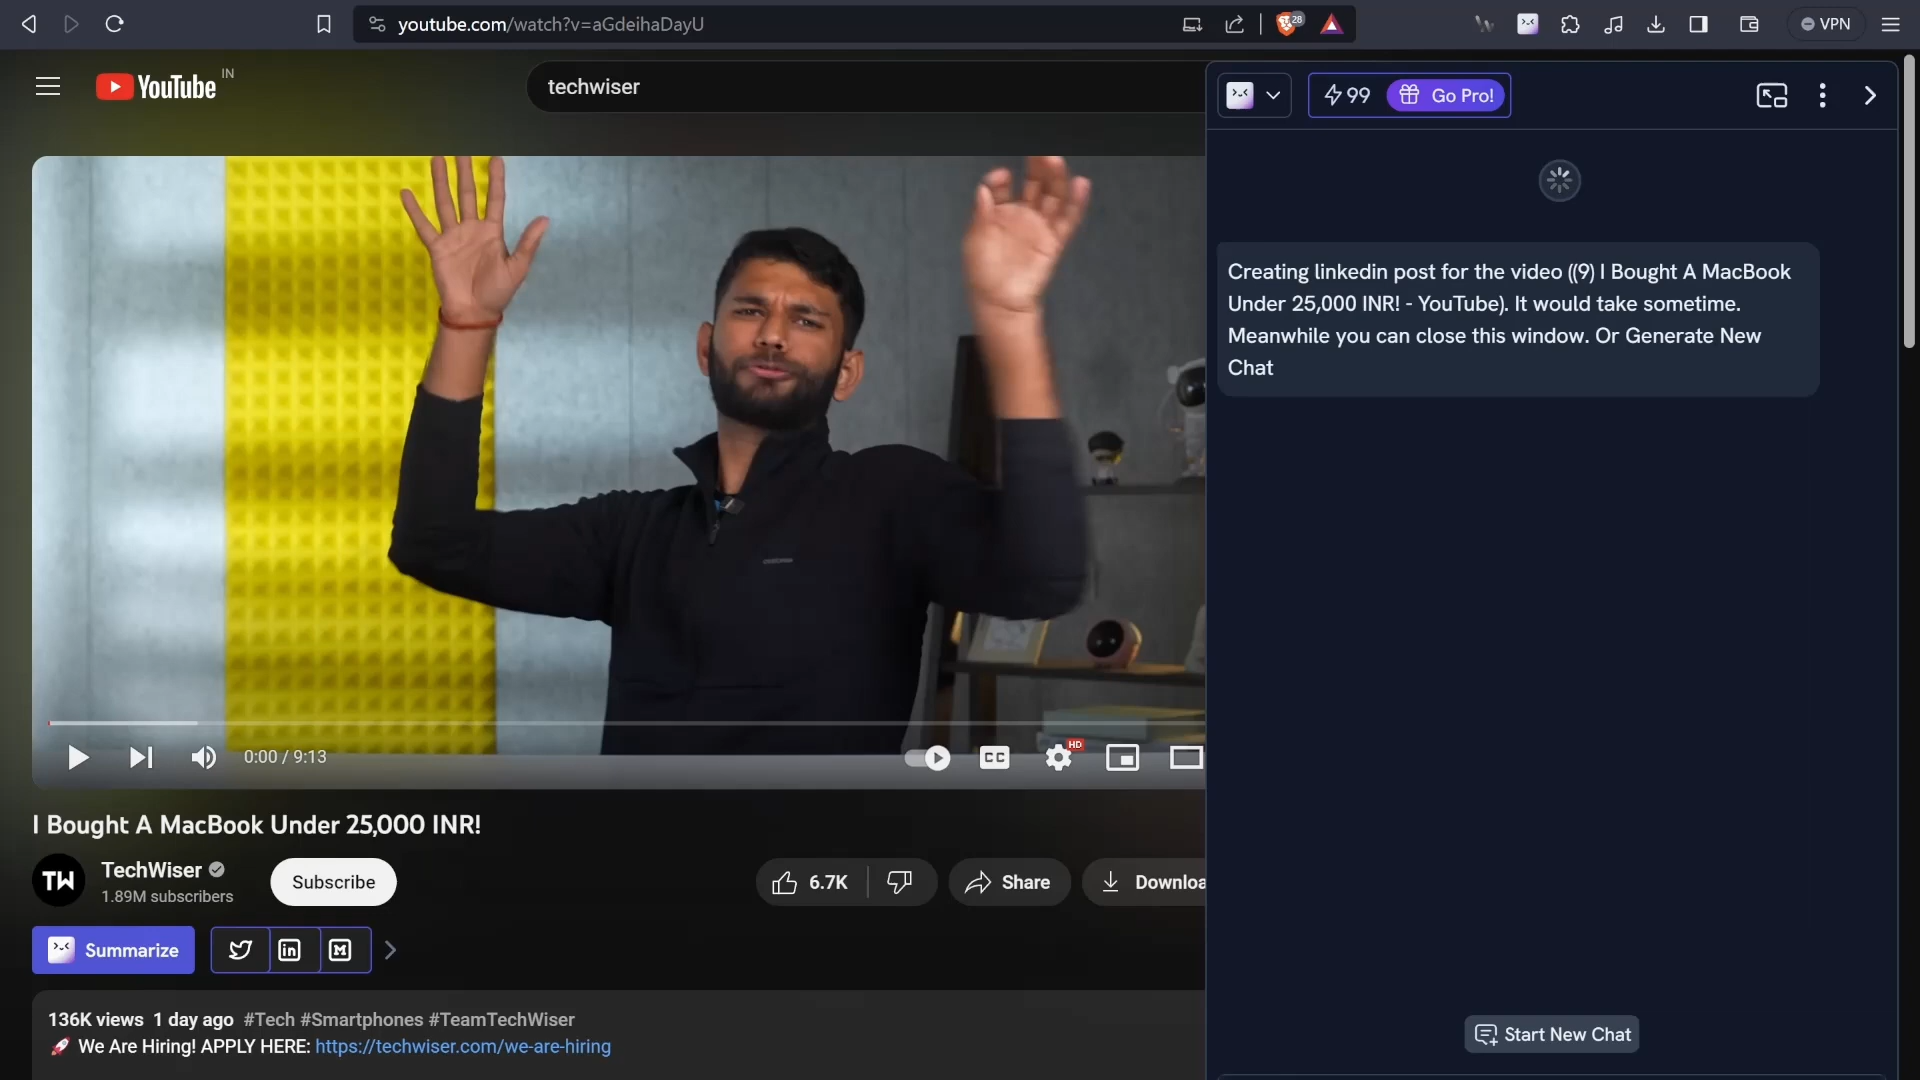 youtube.com/watch?v=aGdeihaDayU
28
VPN
YouTube IN
techwiser
99
Go Pro!
Creating linkedin post for the video ((9) I Bought A MacBook
Under 25,000 INR! - YouTube). It would take sometime.
Meanwhile you can close this window. Or Generate New
Chat
0:00 / 9:13
CC
HD
I Bought A MacBook Under 25,000 INR!
TW
TechWiser
1.89M subscribers
Subscribe
6.7K
Share
Downloa
Summarize
in
M
136K views 1 day ago #Tech #Smartphones #TeamTechWiser
🚀 We Are Hiring! APPLY HERE: https://techwiser.com/we-are-hiring
Start New Chat